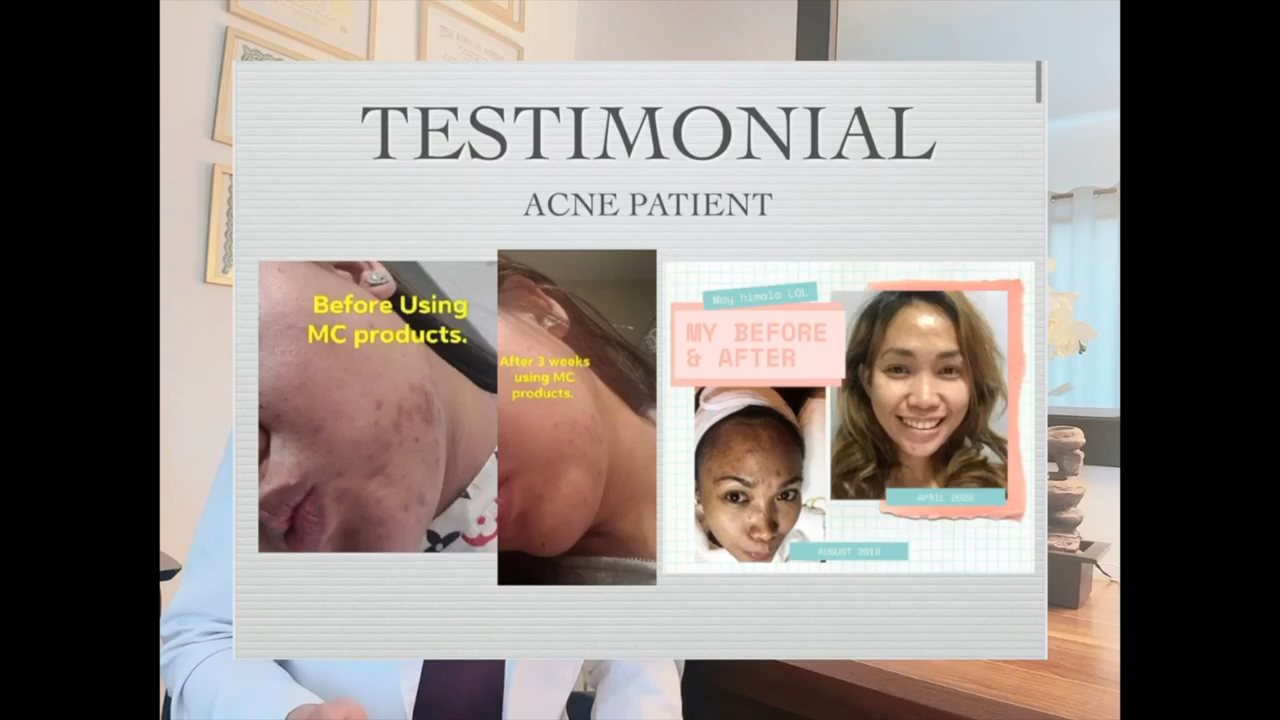 TESTIMONIAL
ACNE PATIENT
Before Using
MC products.
After 3 weeks
using MC
products.
May himala LOL
MY BEFORE
& AFTER
APRIL 2020
AUGUST 2019